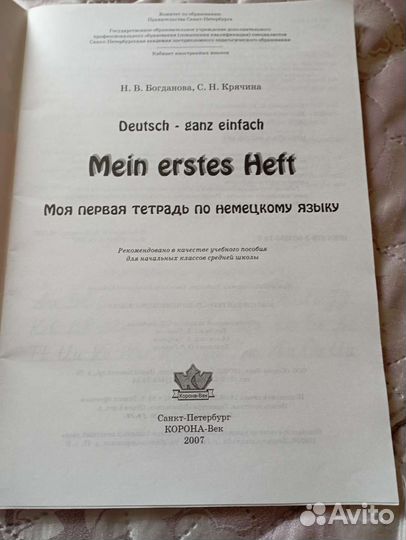 Комитет по образованию
Правительства Санкт-Петербурга
Государственное образовательное учреждение дополнительного
профессионального образования (повышения квалификации) специалистов
Санкт-Петербургская академия постдипломного педагогического образования
Кабинет иностранных языков
Н. В. Богданова, С. Н. Крячина
Deutsch - ganz einfach
Mein erstes Heft
Моя первая тетрадь по немецкому языку
Рекомендовано в качестве учебного пособия
для начальных классов средней школы
Корона-Век
Санкт-Петербург
КОРОНА-Век
2007
Avito